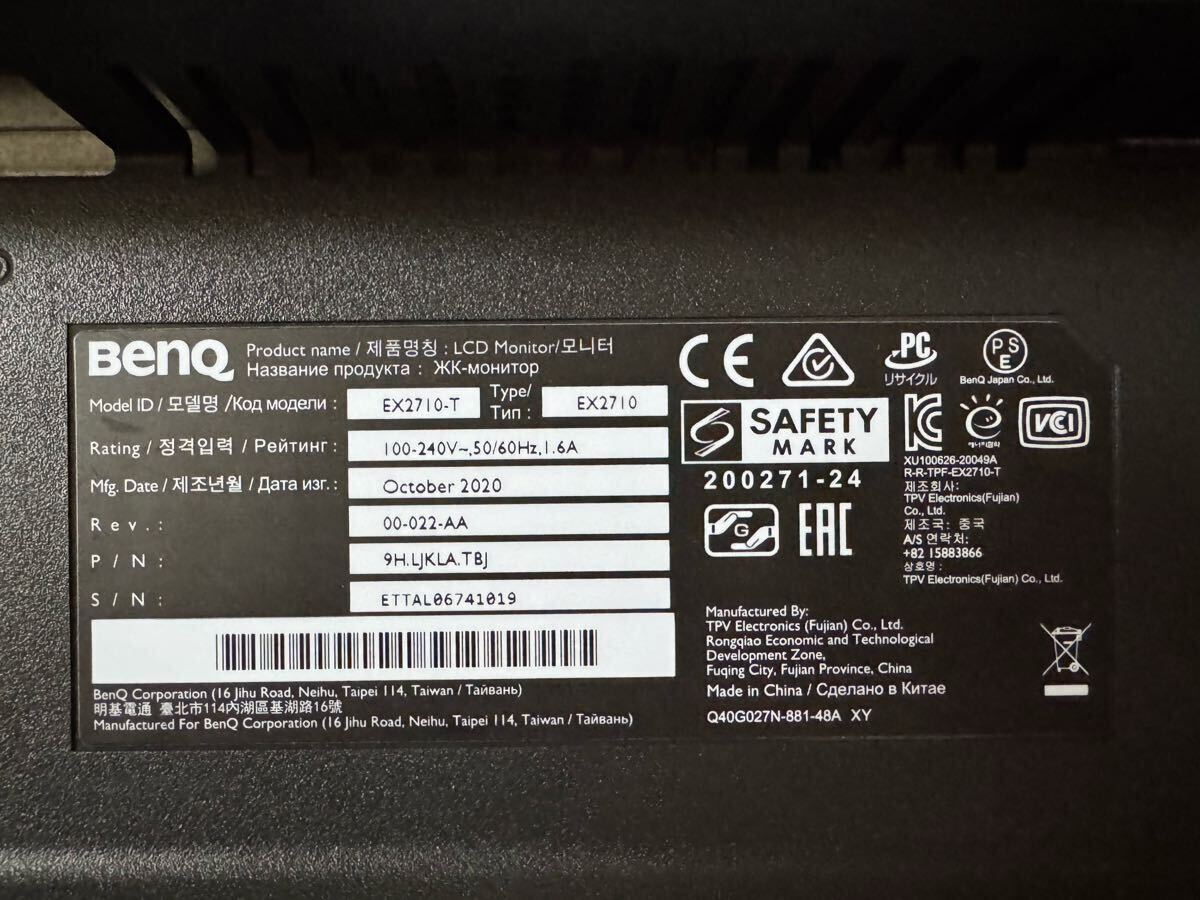 BenQ
Product name / 제품명칭 : LCD Monitor/모니터
Название продукта : ЖК-монитор
Model ID / 모델명 /Код модели : EX2710-T Type/ Тип : EX2710
Rating / 정격입력 / Рейтинг : 100-240V~,50/60Hz,1.6A
Mfg. Date / 제조년월 / Дата изг. : October 2020
Rev. : 00-022-AA
P / N : 9H.LJKLA.TBJ
S / N : ETTAL06741019
BenQ Corporation (16 Jihu Road, Neihu, Taipei 114, Taiwan / Тайвань)
明基電通 臺北市114內湖區基湖路16號
Manufactured For BenQ Corporation (16 Jihu Road, Neihu, Taipei 114, Taiwan / Тайвань)
CE
PC
リサイクル
PSE
BenQ Japan Co., Ltd.
SAFETY
MARK
200271-24
KC
VCCI
XU100626-20049A
R-R-TPF-EX2710-T
제조회사:
TPV Electronics(Fujian)
Co., Ltd.
제조국: 중국
A/S 연락처:
+82 15883866
상호명 :
TPV Electronics(Fujian) Co., Ltd.
G
EAC
Manufactured By:
TPV Electronics (Fujian) Co., Ltd.
Rongqiao Economic and Technological
Development Zone,
Fuqing City, Fujian Province, China
Made in China / Сделано в Китае
Q40G027N-881-48A XY